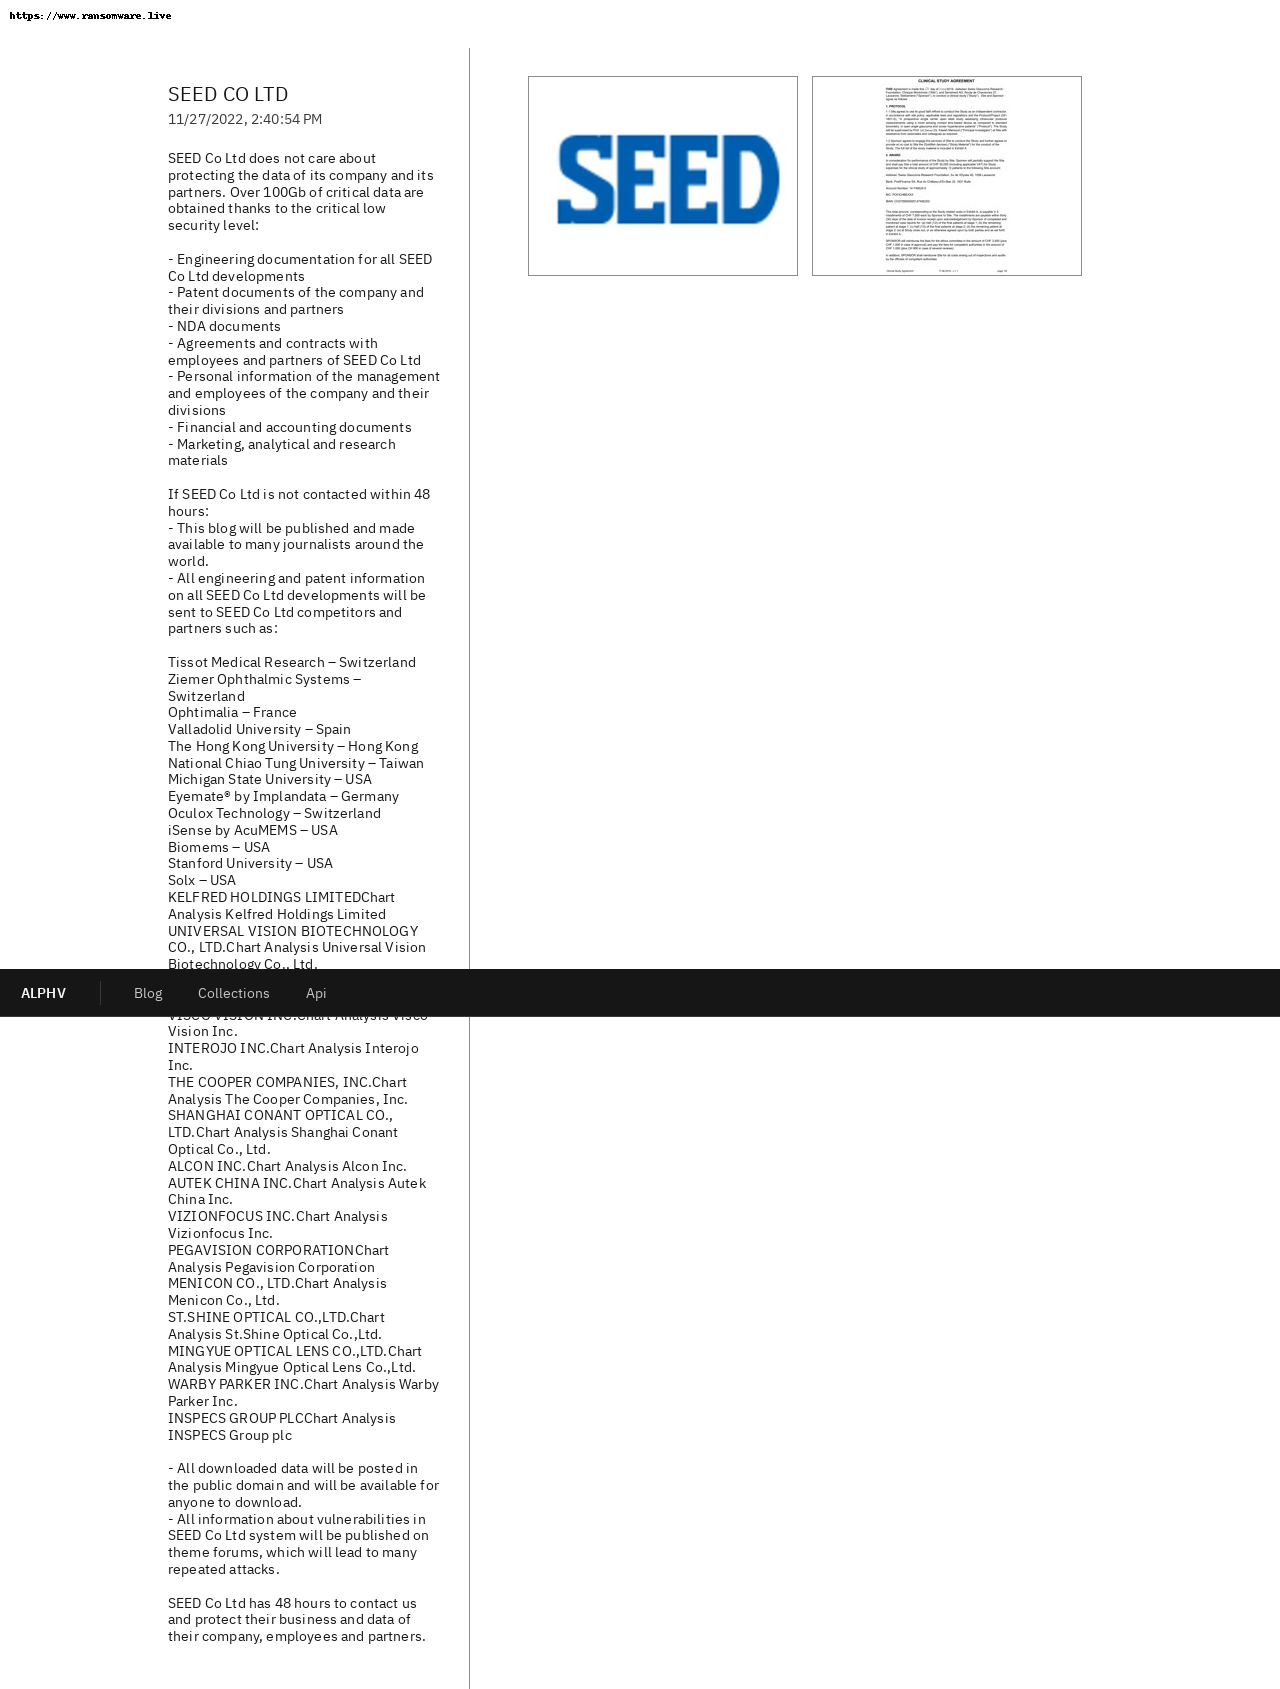 https://www.ransomware.live
SEED CO LTD
11/27/2022, 2:40:54 PM
SEED Co Ltd does not care about
protecting the data of its company and its
partners. Over 100Gb of critical data are
obtained thanks to the critical low
security level:
- Engineering documentation for all SEED
Co Ltd developments
- Patent documents of the company and
their divisions and partners
- NDA documents
- Agreements and contracts with
employees and partners of SEED Co Ltd
- Personal information of the management
and employees of the company and their
divisions
- Financial and accounting documents
- Marketing, analytical and research
materials
If SEED Co Ltd is not contacted within 48
hours:
- This blog will be published and made
available to many journalists around the
world.
- All engineering and patent information
on all SEED Co Ltd developments will be
sent to SEED Co Ltd competitors and
partners such as:
Tissot Medical Research – Switzerland
Ziemer Ophthalmic Systems –
Switzerland
Ophtimalia – France
Valladolid University – Spain
The Hong Kong University – Hong Kong
National Chiao Tung University – Taiwan
Michigan State University – USA
Eyemate® by Implandata – Germany
Oculox Technology – Switzerland
iSense by AcuMEMS – USA
Biomems – USA
Stanford University – USA
Solx – USA
KELFRED HOLDINGS LIMITEDChart
Analysis Kelfred Holdings Limited
UNIVERSAL VISION BIOTECHNOLOGY
CO., LTD.Chart Analysis Universal Vision
Biotechnology Co., Ltd.
ALPHV Blog Collections Api
VISCO VISION INC.Chart Analysis Visco
Vision Inc.
INTEROJO INC.Chart Analysis Interojo
Inc.
THE COOPER COMPANIES, INC.Chart
Analysis The Cooper Companies, Inc.
SHANGHAI CONANT OPTICAL CO.,
LTD.Chart Analysis Shanghai Conant
Optical Co., Ltd.
ALCON INC.Chart Analysis Alcon Inc.
AUTEK CHINA INC.Chart Analysis Autek
China Inc.
VIZIONFOCUS INC.Chart Analysis
Vizionfocus Inc.
PEGAVISION CORPORATIONChart
Analysis Pegavision Corporation
MENICON CO., LTD.Chart Analysis
Menicon Co., Ltd.
ST.SHINE OPTICAL CO.,LTD.Chart
Analysis St.Shine Optical Co.,Ltd.
MINGYUE OPTICAL LENS CO.,LTD.Chart
Analysis Mingyue Optical Lens Co.,Ltd.
WARBY PARKER INC.Chart Analysis Warby
Parker Inc.
INSPECS GROUP PLCChart Analysis
INSPECS Group plc
- All downloaded data will be posted in
the public domain and will be available for
anyone to download.
- All information about vulnerabilities in
SEED Co Ltd system will be published on
theme forums, which will lead to many
repeated attacks.
SEED Co Ltd has 48 hours to contact us
and protect their business and data of
their company, employees and partners.
SEED
CLINICAL STUDY AGREEMENT
1. PROTOCOL
2. AWARD